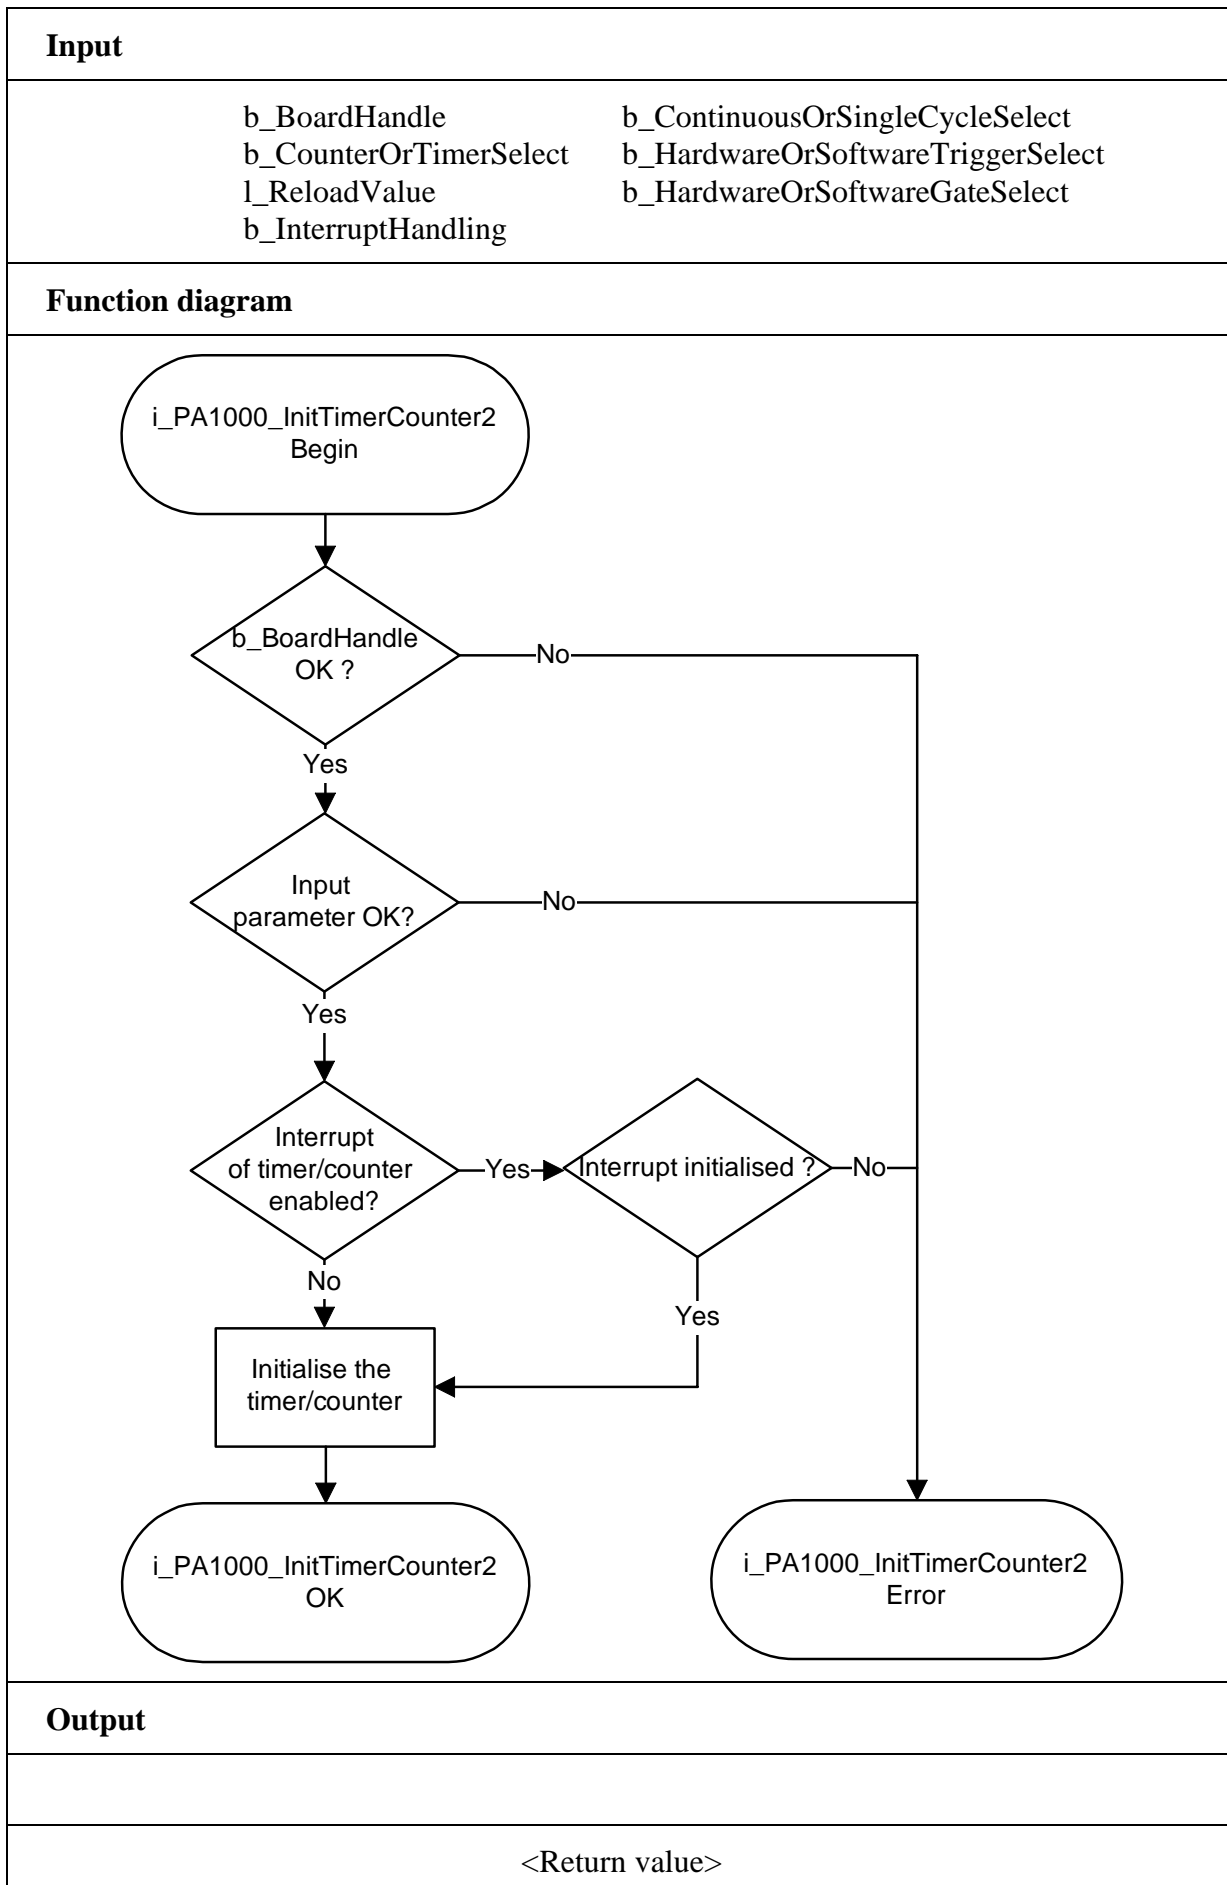 Input
b_BoardHandle b_ContinuousOrSingleCycleSelect
b_CounterOrTimerSelect b_HardwareOrSoftwareTriggerSelect
l_ReloadValue b_HardwareOrSoftwareGateSelect
b_InterruptHandling
Function diagram
i_PA1000_InitTimerCounter2
Begin
b_BoardHandle
OK ?
No
Yes
Input
parameter OK?
No
Yes
Interrupt
of timer/counter
enabled?
Yes
Interrupt initialised ?
No
No
Yes
Initialise the
timer/counter
i_PA1000_InitTimerCounter2
OK
i_PA1000_InitTimerCounter2
Error
Output
<Return value>